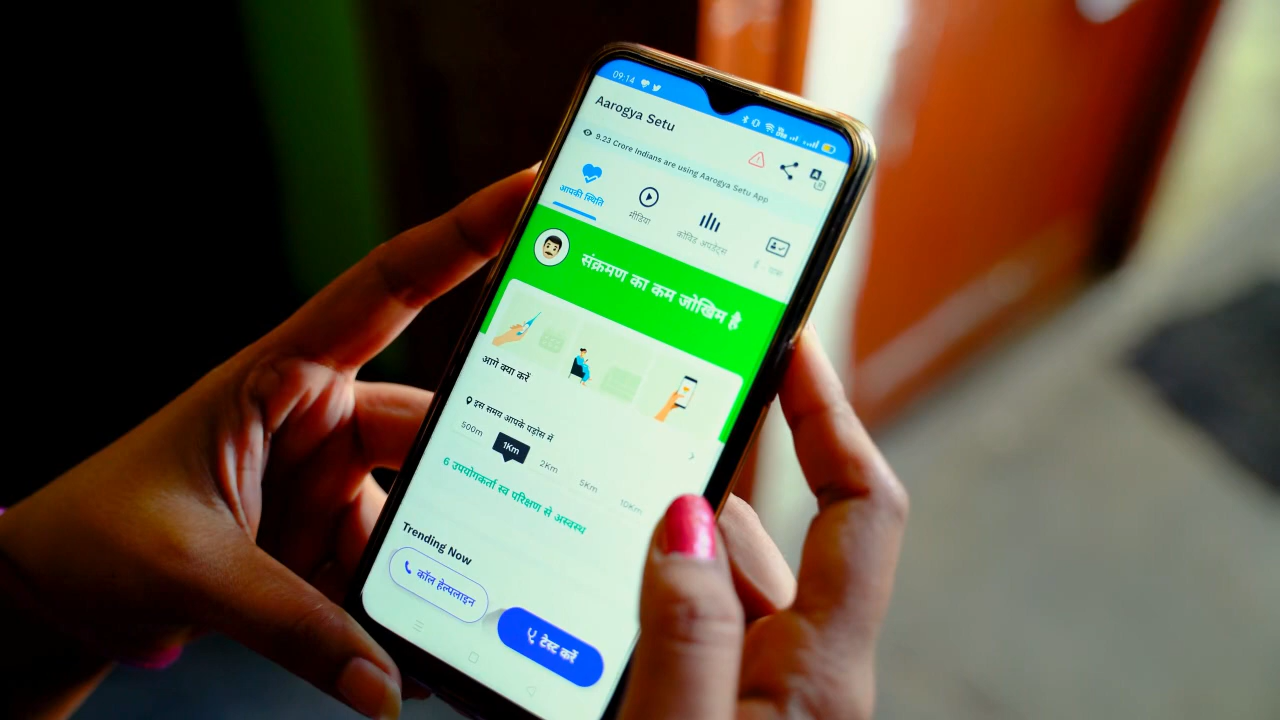 09:14
Aarogya Setu
9.23 Crore Indians are using Aarogya Setu App
आपकी स्थिति
मीडिया
कोविड अपडेट्स
संक्रमण का कम जोखिम है
आगे क्या करें
इस समय आपके पड़ोस में
500m 1Km 2Km 5Km 10Km
6 उपयोगकर्ता स्व परिक्षण से अस्वस्थ
Trending Now
कॉल हेल्पलाइन
टेस्ट करें